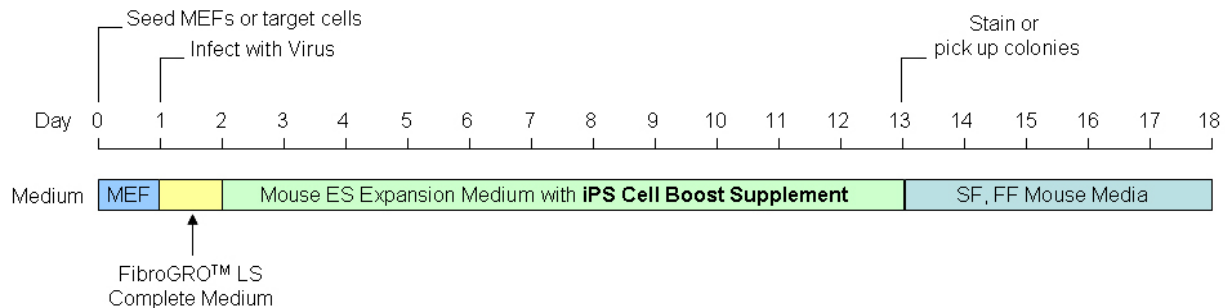 Seed MEFs or target cells
Infect with Virus
Stain or
pick up colonies
Day 0 1 2 3 4 5 6 7 8 9 10 11 12 13 14 15 16 17 18
Medium MEF Mouse ES Expansion Medium with iPS Cell Boost Supplement SF, FF Mouse Media
FibroGRO™ LS
Complete Medium